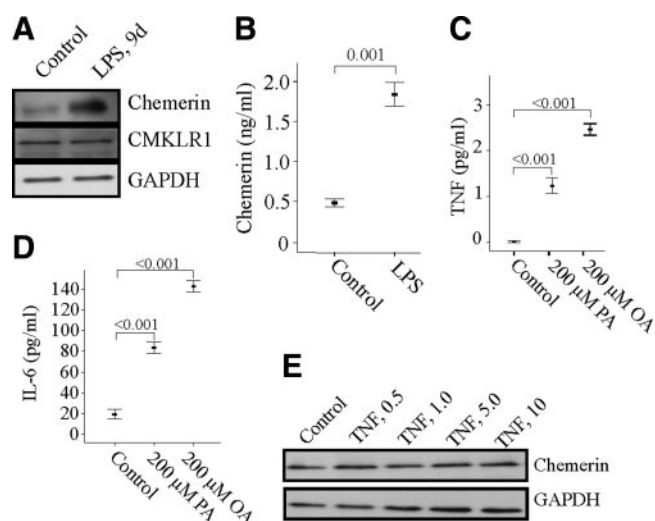 A
Control
LPS, 9d
Chemerin
CMKLR1
GAPDH
B
0.001
2.0
1.5
1.0
0.5
0
Chemerin (ng/ml)
Control
LPS
C
<0.001
<0.001
3
2
1
0
TNF (pg/ml)
Control
200 µM PA
200 µM OA
D
<0.001
<0.001
140
120
100
80
60
40
20
0
IL-6 (pg/ml)
Control
200 µM PA
200 µM OA
E
Control
TNF, 0.5
TNF, 1.0
TNF, 5.0
TNF, 10
Chemerin
GAPDH